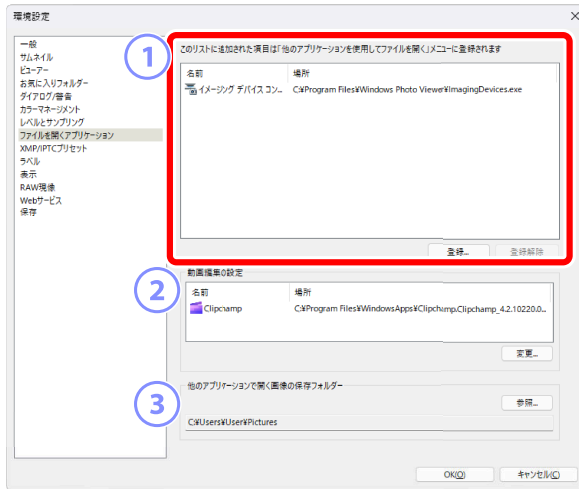 環境設定
一般
サムネイル
ビューアー
お気に入りフォルダー
ダイアログ/警告
カラーマネージメント
レベルとサンプリング
ファイルを開くアプリケーション
XMP/IPTCプリセット
ラベル
表示
RAW現像
Webサービス
保存
1
このリストに追加された項目は「他のアプリケーションを使用してファイルを開く」メニューに登録されます
名前 場所
イメージング デバイス コン... C:¥Program Files¥Windows Photo Viewer¥ImagingDevices.exe
登録... 登録解除
2
動画編集の設定
名前 場所
Clipchamp C:¥Program Files¥WindowsApps¥Clipchamp.Clipchamp_4.2.10220.0...
変更...
3
他のアプリケーションで開く画像の保存フォルダー
参照...
C:¥Users¥User¥Pictures
OK(O) キャンセル(C)